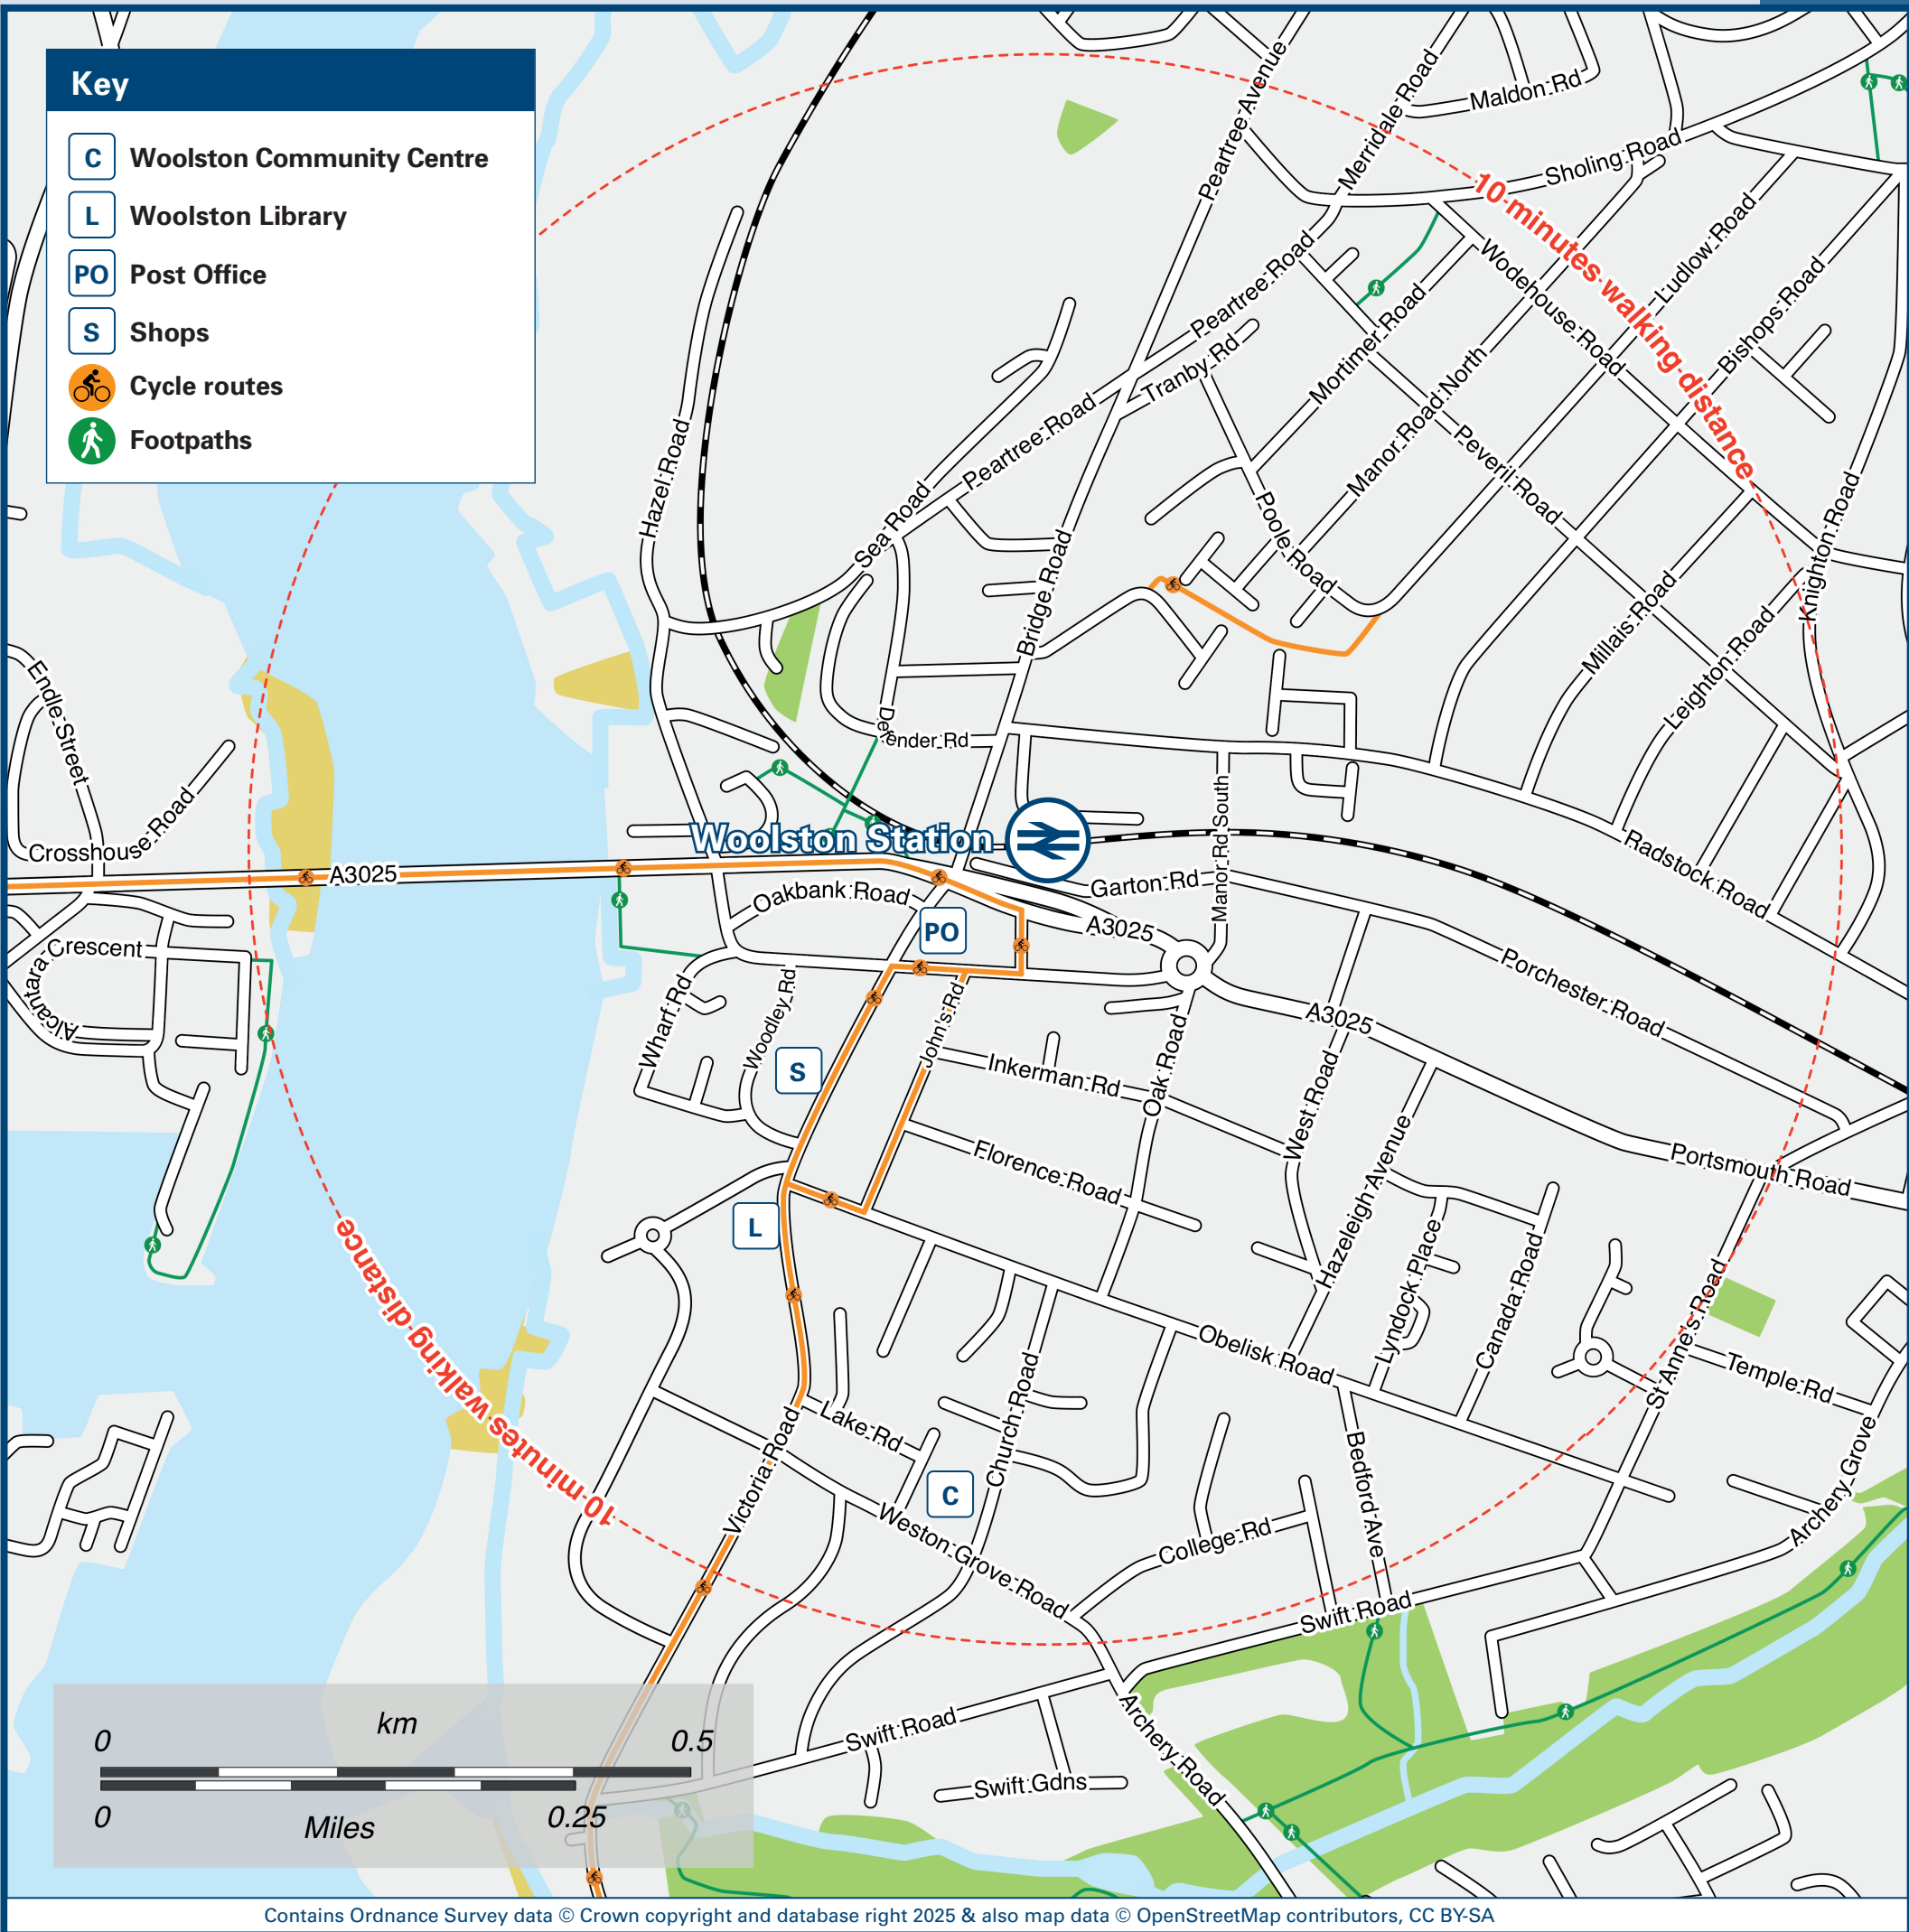 Key
C Woolston Community Centre
L Woolston Library
PO Post Office
S Shops
Cycle routes
Footpaths
Peartree Avenue
Merridale Road
Maldon Rd
Sholing Road
10 minutes walking distance
Ludlow Road
Bishops Road
Wodehouse Road
Peartree Road
Tranby Rd
Mortimer Road
Manor Road North
Peveril Road
Peartree Road
Hazel Road
Sea Road
Poole Road
Bridge Road
Knighton Road
Millais Road
Leighton Road
Endle Street
Crosshouse Road
Defender Rd
Manor Rd South
Woolston Station
Radstock Road
A3025
Oakbank Road
Garton Rd
PO
A3025
Crescent
Alcantara
Porchester Road
Wharf Rd
Woodley Rd
John's Rd
A3025
S
Inkerman Rd
Oak Road
West Road
Hazeleigh Avenue
Florence Road
Portsmouth Road
L
Lyndock Place
Canada Road
St Anne's Road
10 minutes walking distance
Obelisk Road
Temple Rd
Lake Rd
Church Road
Victoria Road
Bedford Ave
Archery Grove
C
Weston Grove Road
College Rd
Swift Road
Swift Road
Archery Road
Swift Gdns
km
0 0.5
0 0.25
Miles
Contains Ordnance Survey data © Crown copyright and database right 2025 & also map data © OpenStreetMap contributors, CC BY-SA